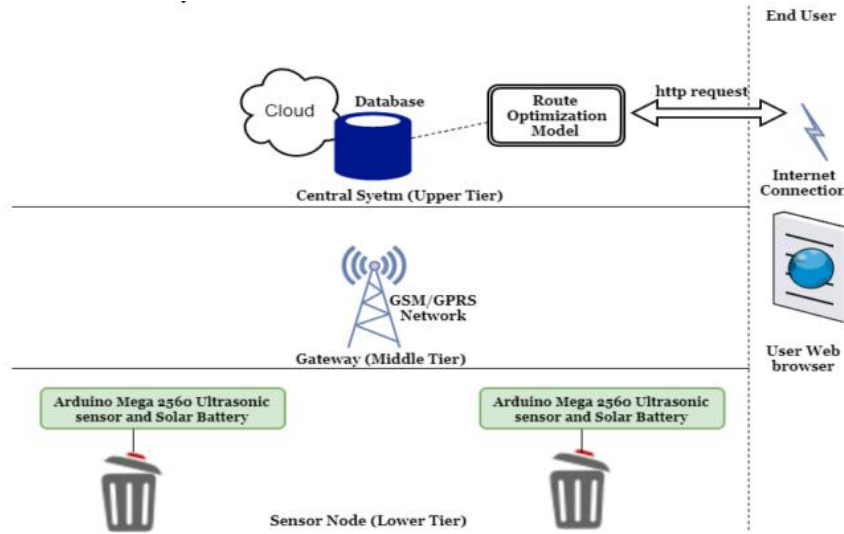 End User
Cloud
Database
Route
Optimization
Model
http request
Internet
Connection
Central Syetm (Upper Tier)
GSM/GPRS
Network
Gateway (Middle Tier)
User Web
browser
Arduino Mega 2560 Ultrasonic
sensor and Solar Battery
Arduino Mega 2560 Ultrasonic
sensor and Solar Battery
Sensor Node (Lower Tier)